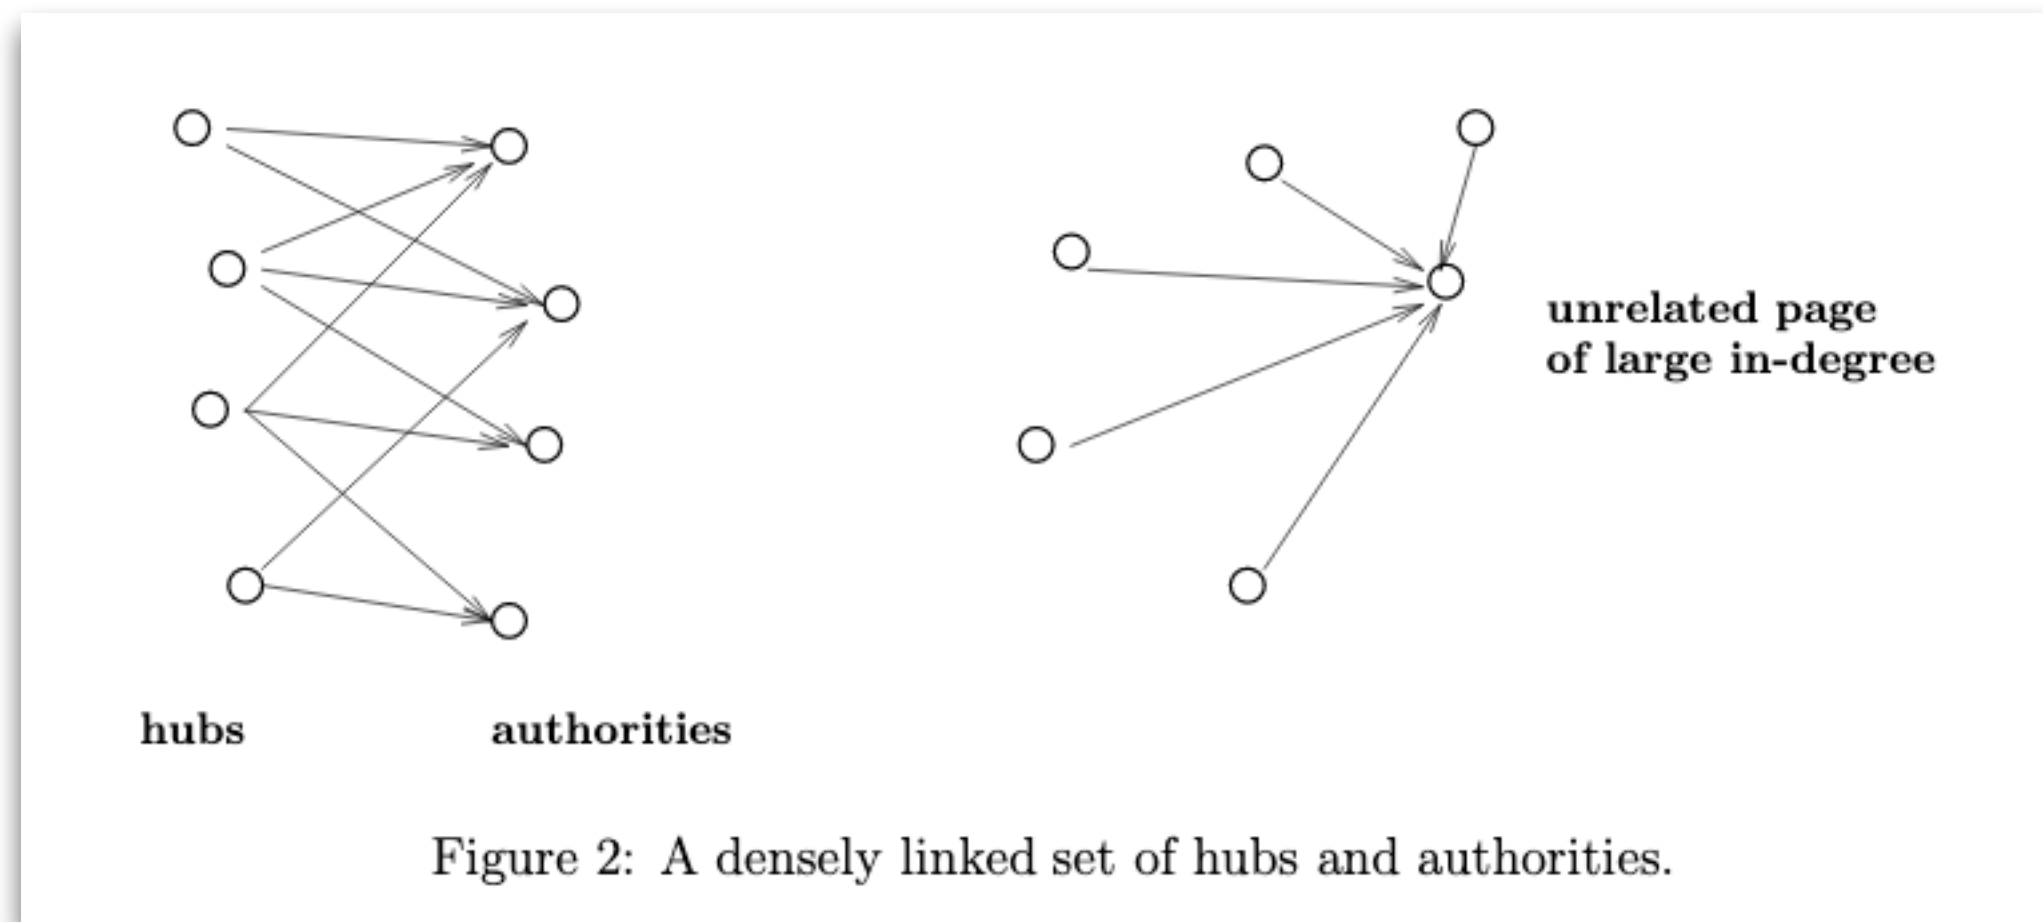 unrelated page
of large in-degree
hubs
authorities
Figure 2: A densely linked set of hubs and authorities.